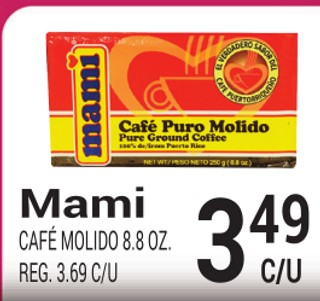 mami
EL VERDADERO SABOR DEL
CAFE PUERTORRIQUEÑO
Café Puro Molido
Pure Ground Coffee
100% de/from Puerto Rico
NET WT/ PESO NETO 250 g (8.8 oz.)
Mami
CAFÉ MOLIDO 8.8 OZ.
REG. 3.69 C/U
3 49
C/U